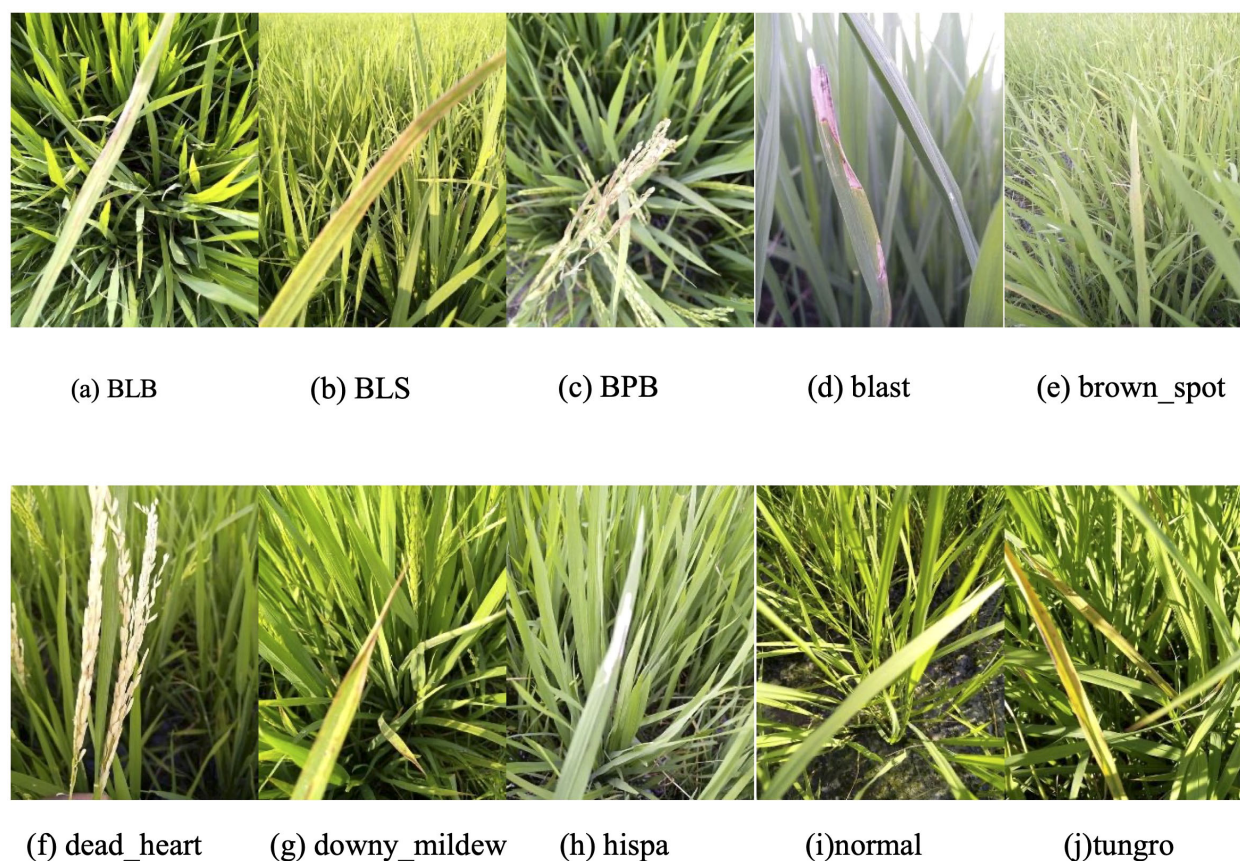 (a) BLB (b) BLS (c) BPB (d) blast (e) brown_spot
(f) dead_heart (g) downy_mildew (h) hispa (i)normal (j)tungro